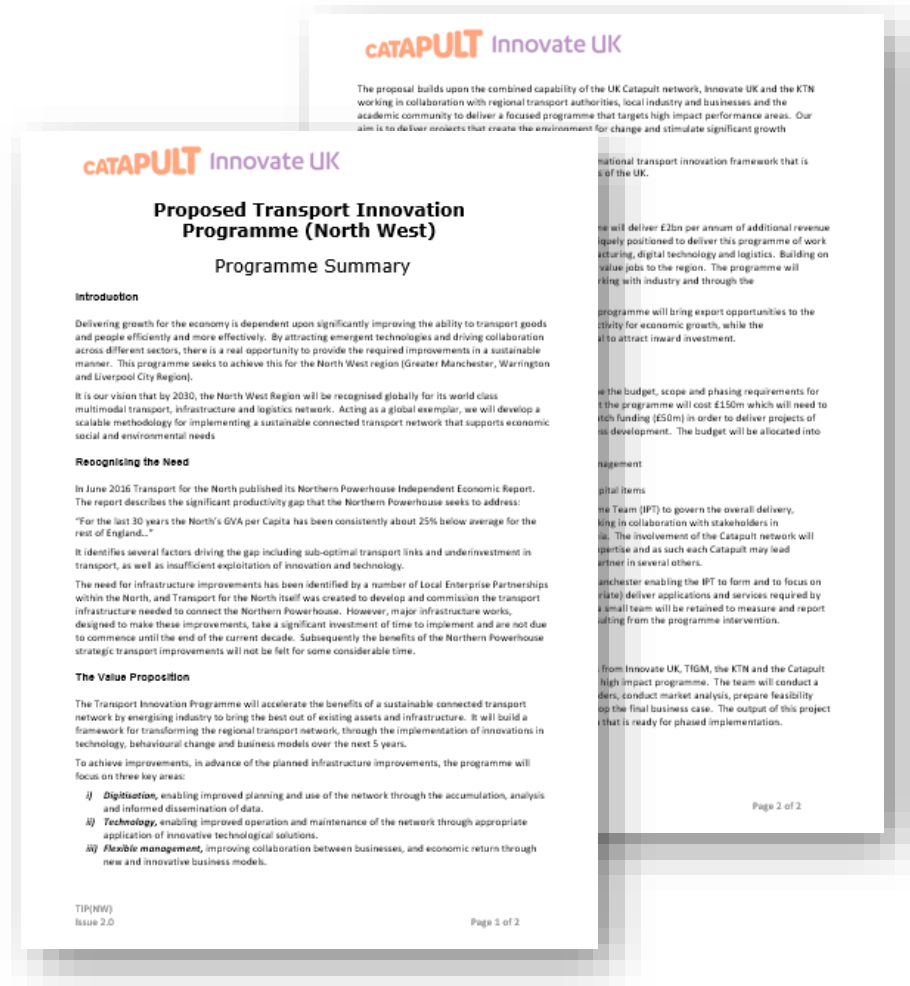 CATAPULT Innovate UK
Proposed Transport Innovation
Programme (North West)
Programme Summary
Introduction
Delivering growth for the economy is dependent upon significantly improving the ability to transport goods
and people efficiently and more effectively. By attracting emergent technologies and driving collaboration
across different sectors, there is a real opportunity to provide the required improvements in a sustainable
manner. This programme seeks to achieve this for the North West region (Greater Manchester, Warrington
and Liverpool City Region).
It is our vision that by 2030, the North West Region will be recognised globally for its world class
multimodal transport, infrastructure and logistics network. Acting as a global exemplar, we will develop a
scalable methodology for implementing a sustainable connected transport network that supports economic
social and environmental needs
Recognising the Need
In June 2016 Transport for the North published its Northern Powerhouse Independent Economic Report.
The report describes the significant productivity gap that the Northern Powerhouse seeks to address:
"For the last 30 years the North's GVA per Capita has been consistently about 25% below average for the
rest of England..."
It identifies several factors driving the gap including sub-optimal transport links and underinvestment in
transport, as well as insufficient exploitation of innovation and technology.
The need for infrastructure improvements has been identified by a number of Local Enterprise Partnerships
within the North, and Transport for the North itself was created to develop and commission the transport
infrastructure needed to connect the Northern Powerhouse. However, major infrastructure works,
designed to make these improvements, take a significant investment of time to implement and are not due
to commence until the end of the current decade. Subsequently the benefits of the Northern Powerhouse
strategic transport improvements will not be felt for some considerable time.
The Value Proposition
The Transport Innovation Programme will accelerate the benefits of a sustainable connected transport
network by energising industry to bring the best out of existing assets and infrastructure. It will build a
framework for transforming the regional transport network, through the implementation of innovations in
technology, behavioural change and business models over the next 5 years.
To achieve improvements, in advance of the planned infrastructure improvements, the programme will
focus on three key areas:
i) Digitisation, enabling improved planning and use of the network through the accumulation, analysis
and informed dissemination of data.
ii) Technology, enabling improved operation and maintenance of the network through appropriate
application of innovative technological solutions.
iii) Flexible management, improving collaboration between businesses, and economic return through
new and innovative business models.
TIP(NW)
Issue 2.0
Page 1 of 2
CATAPULT Innovate UK
The proposal builds upon the combined capability of the UK Catapult network, Innovate UK and the KTN
working in collaboration with regional transport authorities, local industry and businesses and the
academic community to deliver a focused programme that targets high impact performance areas. Our
aim is to deliver projects that create the environment for change and stimulate significant growth
national transport innovation framework that is
of the UK.
will deliver £2bn per annum of additional revenue
positioned to deliver this programme of work
digital technology and logistics. Building on
value jobs to the region. The programme will
with industry and through the
programme will bring export opportunities to the
for economic growth, while the
to attract inward investment.
the budget, scope and phasing requirements for
the programme will cost £150m which will need to
funding (£50m) in order to deliver projects of
development. The budget will be allocated into
items
Team (IPT) to govern the overall delivery,
in collaboration with stakeholders in
The involvement of the Catapult network will
and as such each Catapult may lead
in several others.
enabling the IPT to form and to focus on
deliver applications and services required by
a small team will be retained to measure and report
from the programme intervention.
from Innovate UK, TfGM, the KTN and the Catapult
high impact programme. The team will conduct a
conduct market analysis, prepare feasibility
the final business case. The output of this project
that is ready for phased implementation.
Page 2 of 2